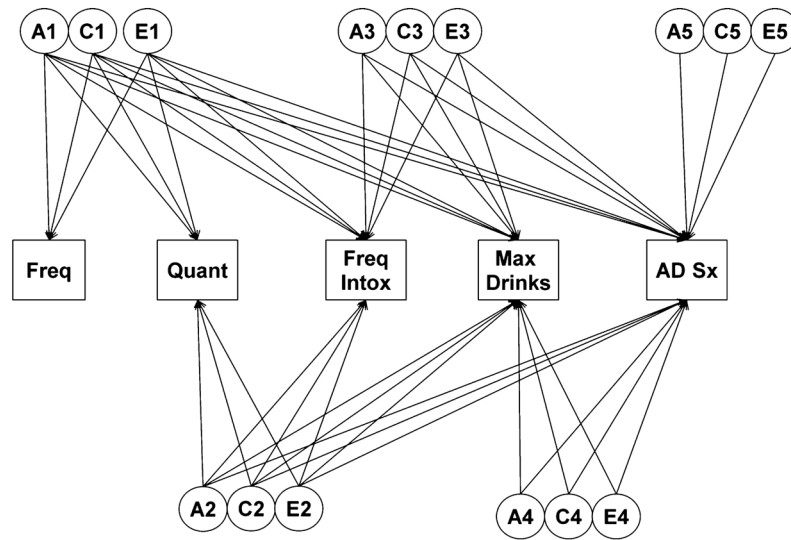 A1 C1 E1 A3 C3 E3 A5 C5 E5
Freq Quant Freq Intox Max Drinks AD Sx
A2 C2 E2 A4 C4 E4